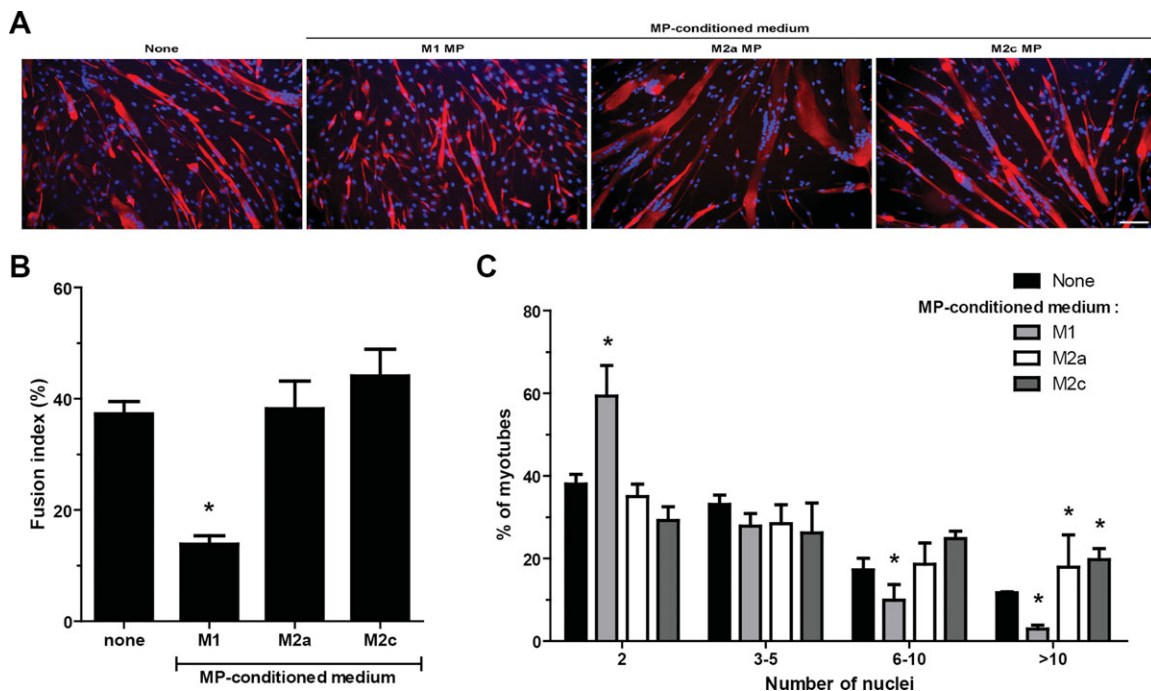 A
MP-conditioned medium
None
M1 MP
M2a MP
M2c MP
B
Fusion index (%)
60
40
20
0
*
none
M1
M2a
M2c
MP-conditioned medium
C
None
MP-conditioned medium :
M1
M2a
M2c
% of myotubes
80
60
40
20
0
*
*
*
*
*
2
3-5
6-10
>10
Number of nuclei